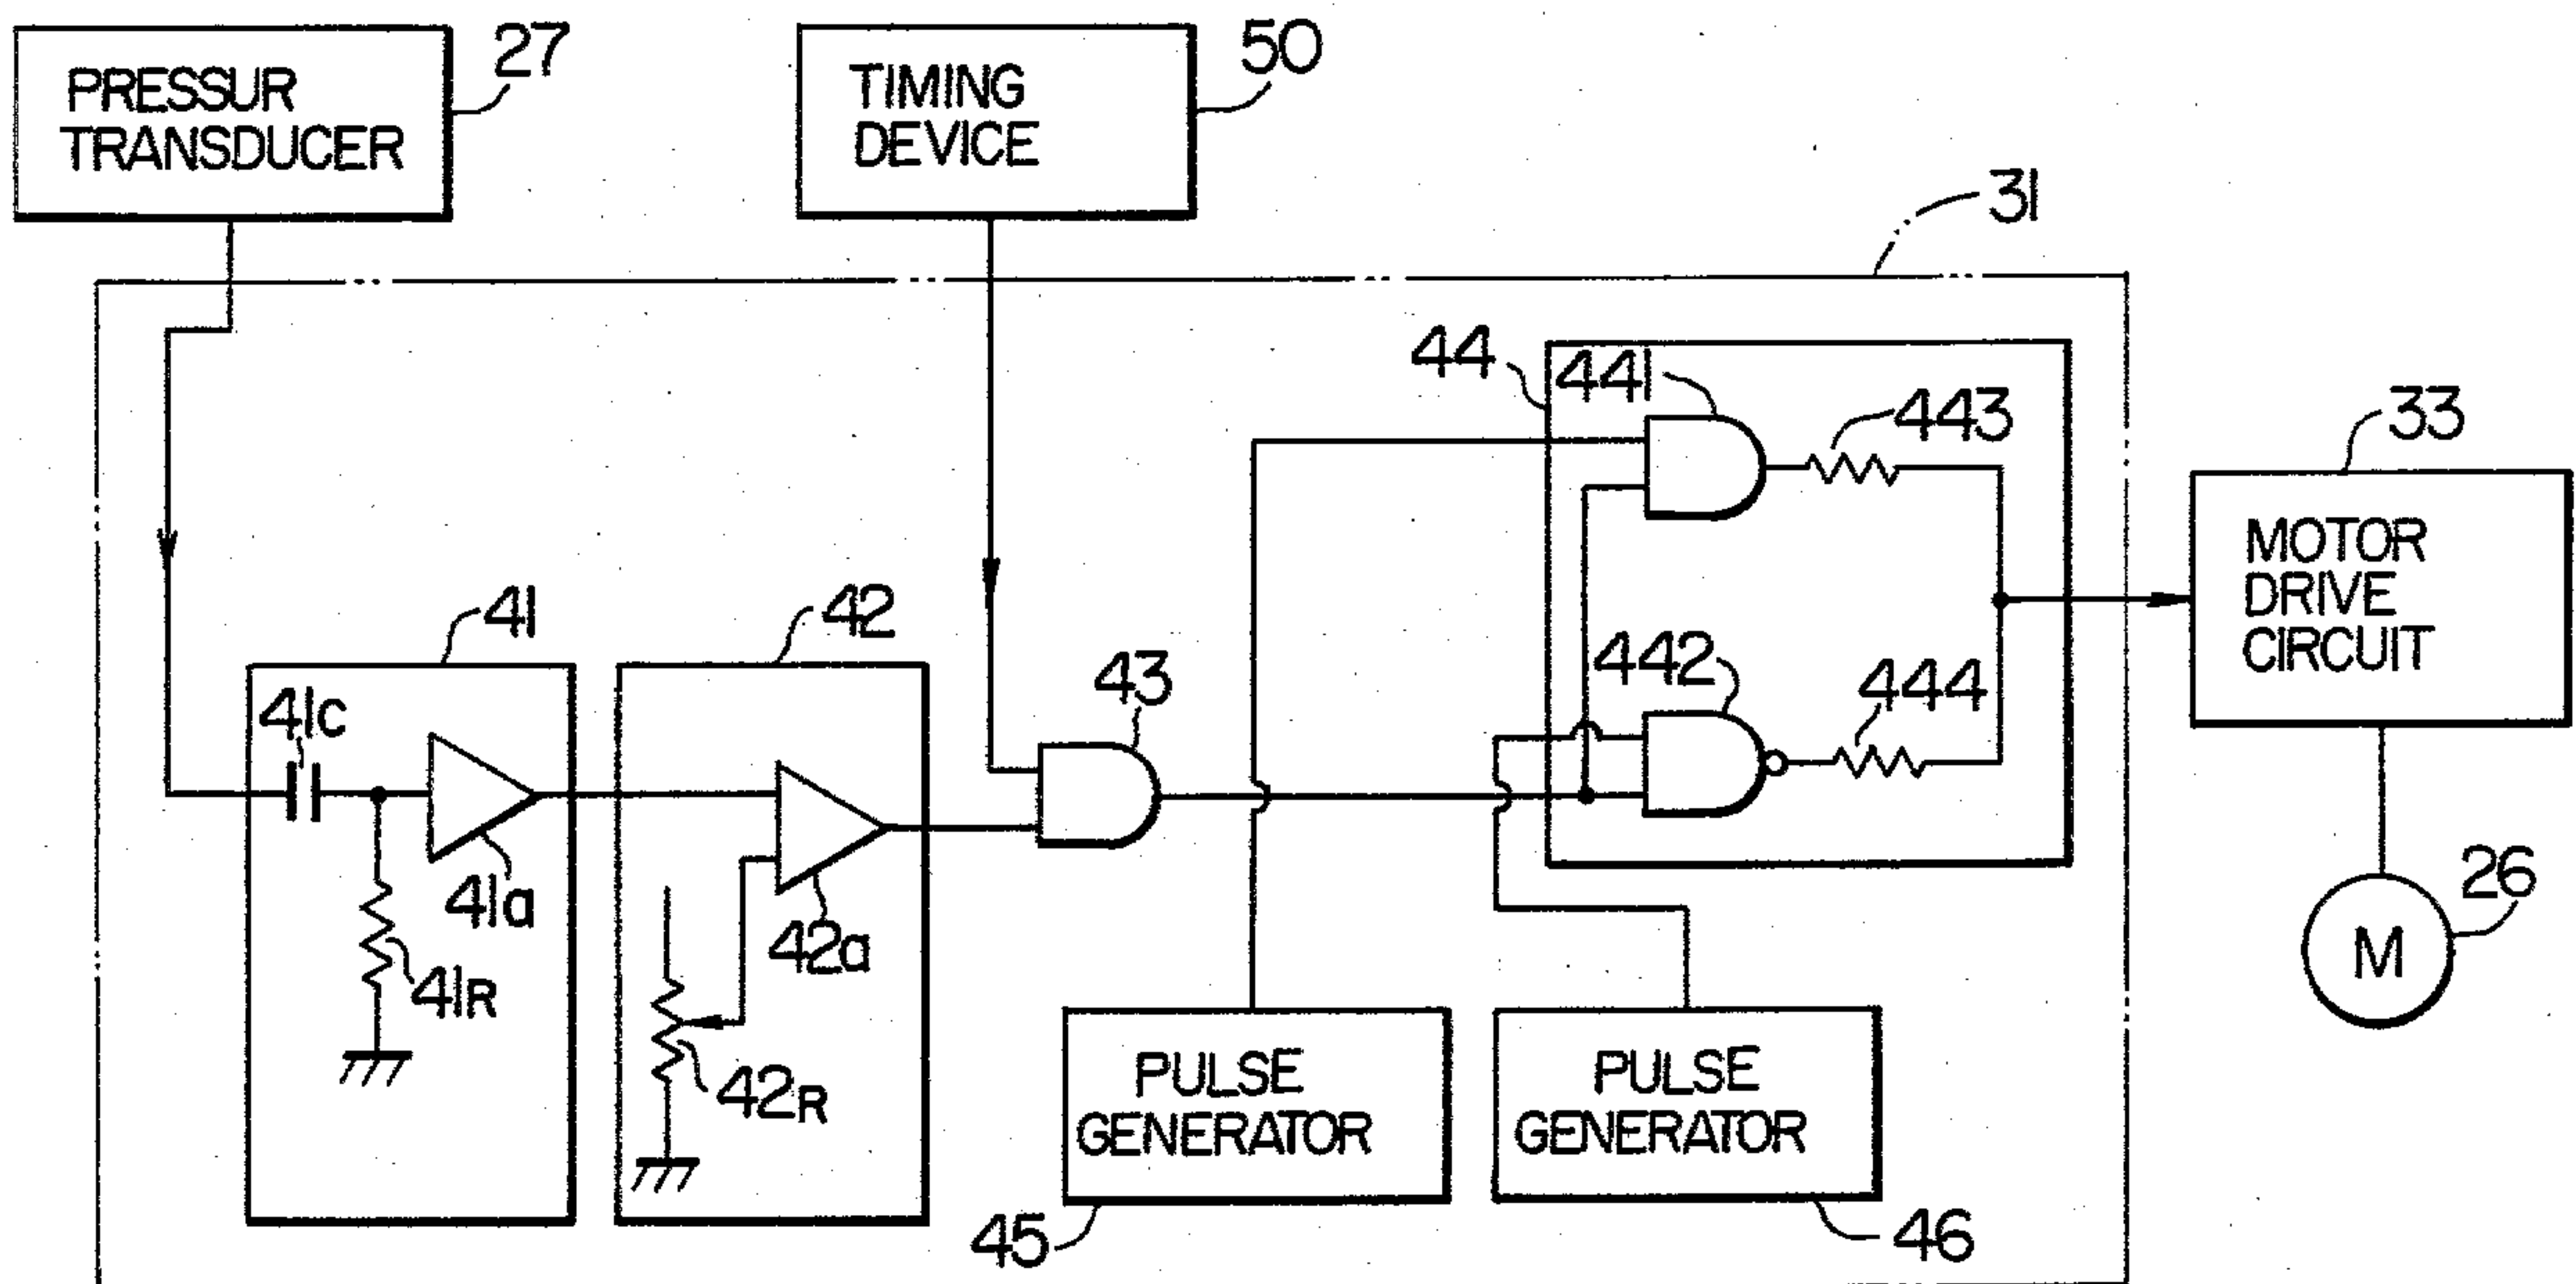 PRESSUR
TRANSDUCER
27
TIMING
DEVICE
50
31
44
441
443
33
MOTOR
DRIVE
CIRCUIT
41
42
43
442
444
41C
41a
42a
41R
42R
26
M
PULSE
GENERATOR
PULSE
GENERATOR
45
46